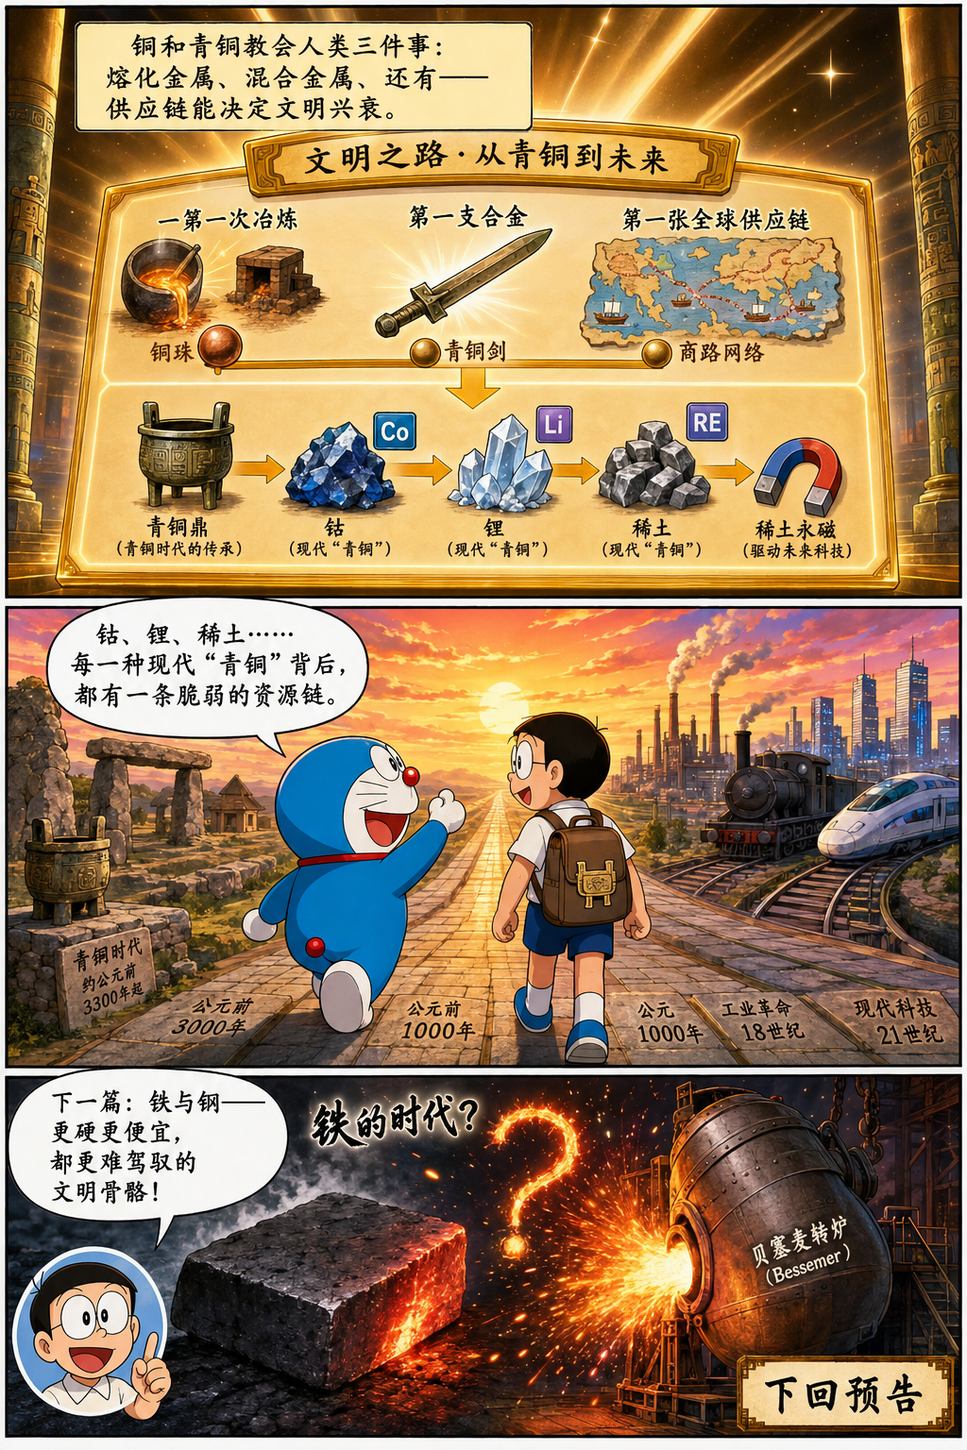 铜和青铜教会人类三件事：
熔化金属、混合金属、还有——
供应链能决定文明兴衰。
文明之路·从青铜到未来
一第一次冶炼
第一支合金
第一张全球供应链
铜珠
青铜剑
商路网络
Co
Li
RE
青铜鼎
（青铜时代的传承）
钴
（现代“青铜”）
锂
（现代“青铜”）
稀土
（现代“青铜”）
稀土永磁
（驱动未来科技）
钴、锂、稀土……
每一种现代“青铜”背后，
都有一条脆弱的资源链。
青铜时代
约公元前
3300年起
公元前
3000年
公元前
1000年
公元
1000年
工业革命
18世纪
现代科技
21世纪
下一篇：铁与钢——
更硬更便宜，
都更难驾驭的
文明骨骼！
铁的时代？
贝塞麦转炉
（Bessemer）
下回预告